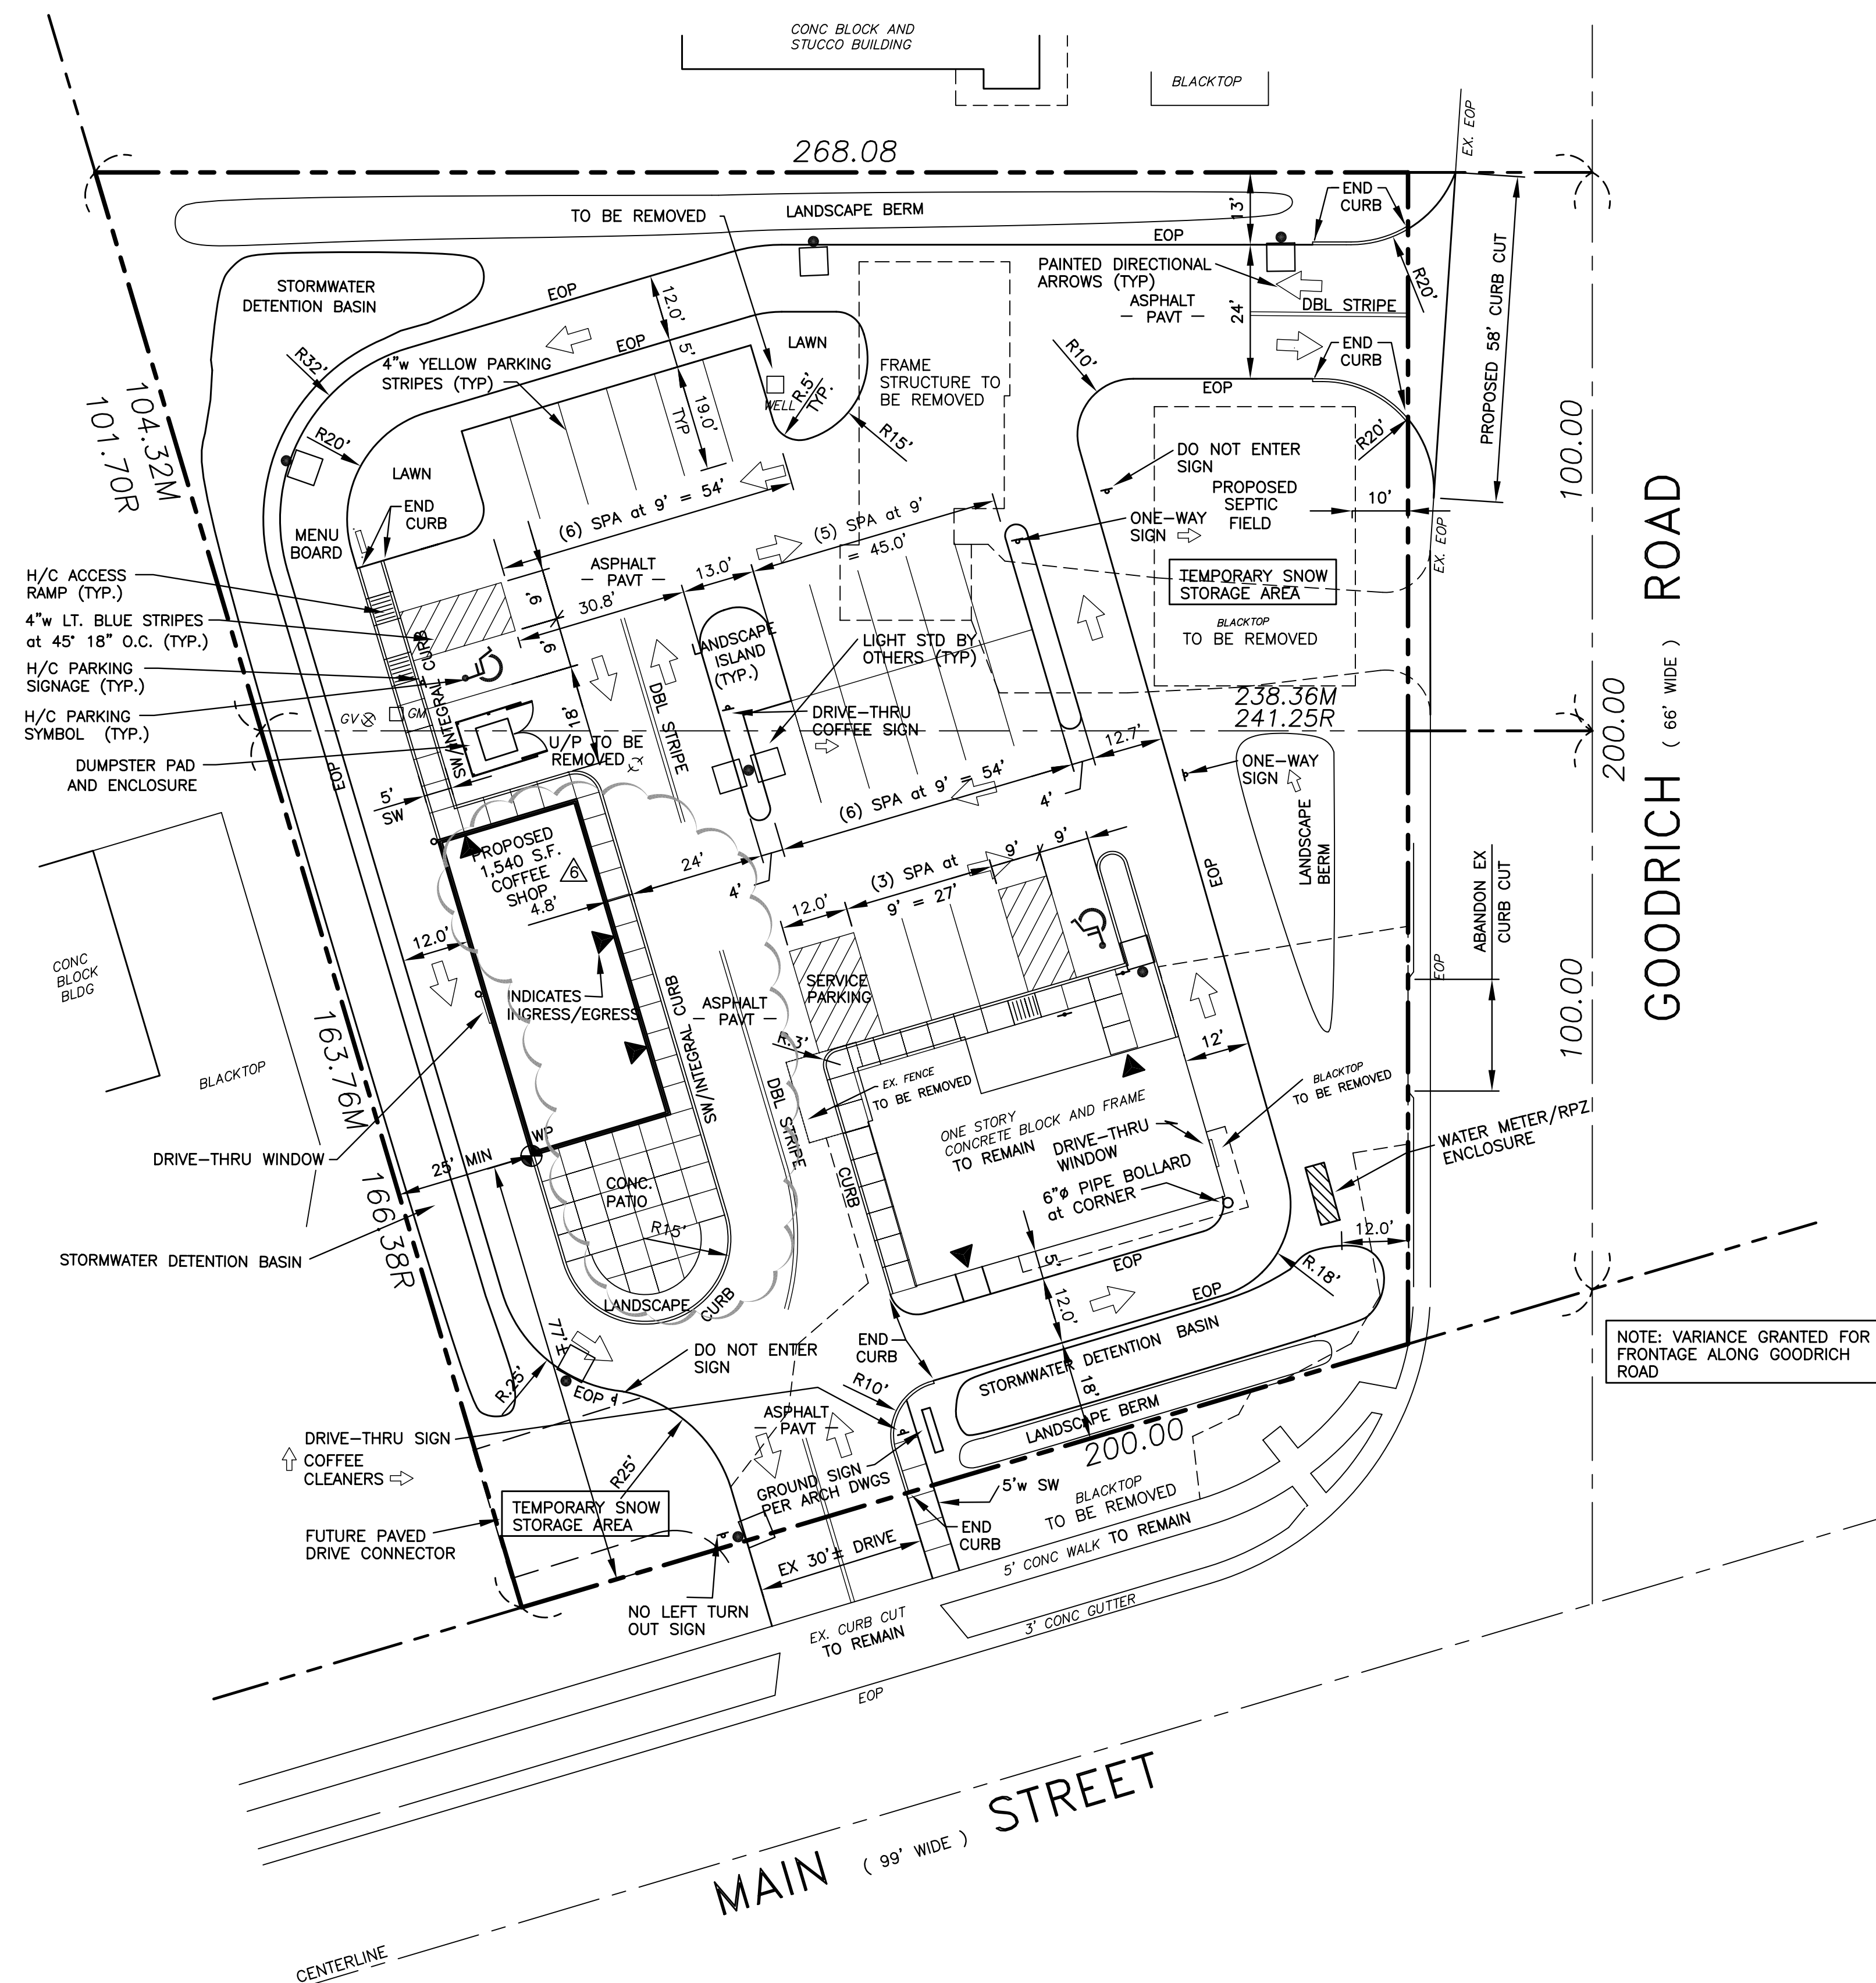 CONC BLOCK AND
STUCCO BUILDING
BLACKTOP
EX. EOP
268.08
END
CURB
13'
TO BE REMOVED
LANDSCAPE BERM
EOP
R20'
PROPOSED 58' CURB CUT
STORMWATER
DETENTION BASIN
EOP
12.0'
PAINTED DIRECTIONAL
ARROWS (TYP)
ASPHALT
PAVT
24'
DBL STRIPE
END
CURB
R32'
EOP
5'
LAWN
4"w YELLOW PARKING
STRIPES (TYP)
WELL
R.5'
TYP.
19.0'
TYP
FRAME
STRUCTURE TO
BE REMOVED
R10'
EOP
R20'
R15'
104.32M
101.70R
R20'
LAWN
END
CURB
MENU
BOARD
(6) SPA at 9' = 54'
(5) SPA at 9'
= 45.0'
DO NOT ENTER
SIGN
PROPOSED
SEPTIC
FIELD
10'
100.00
EX. EOP
ONE-WAY
SIGN
H/C ACCESS
RAMP (TYP.)
ASPHALT
PAVT
13.0'
9'
30.8'
9'
TEMPORARY SNOW
STORAGE AREA
4"w LT. BLUE STRIPES
at 45° 18" O.C. (TYP.)
BLACKTOP
TO BE REMOVED
LANDSCAPE
ISLAND
(TYP.)
LIGHT STD BY
OTHERS (TYP)
H/C PARKING
SIGNAGE (TYP.)
SW/INTEGRAL CURB
H/C PARKING
SYMBOL (TYP.)
GV
GM
18'
DBL STRIPE
DRIVE-THRU
COFFEE SIGN
238.36M
241.25R
200.00
GOODRICH ROAD
( 66' WIDE )
DUMPSTER PAD
AND ENCLOSURE
U/P TO BE
REMOVED
12.7'
ONE-WAY
SIGN
EOP
5'
SW
(6) SPA at 9' = 54'
4'
LANDSCAPE
BERM
PROPOSED
1,540 S.F.
COFFEE
SHOP
6
4.8'
24'
4'
(3) SPA at
9' = 27'
9'
9'
12.0'
EOP
ABANDON EX
CURB CUT
EOP
12.0'
CONC
BLOCK
BLDG
SERVICE
PARKING
INDICATES
INGRESS/EGRESS
SW/INTEGRAL CURB
ASPHALT
PAVT
100.00
R.3'
12'
163.76M
BLACKTOP
DBL STRIPE
EX. FENCE
TO BE REMOVED
BLACKTOP
TO BE REMOVED
ONE STORY
CONCRETE BLOCK AND FRAME
TO REMAIN
DRIVE-THRU
WINDOW
WATER METER/RPZ
ENCLOSURE
DRIVE-THRU WINDOW
WP
25' MIN
CONC.
PATIO
CURB
6"ø PIPE BOLLARD
at CORNER
166.38R
R15'
12.0'
STORMWATER DETENTION BASIN
5'
EOP
R.18'
LANDSCAPE
CURB
EOP
12.0'
77'±
DO NOT ENTER
SIGN
END
CURB
STORMWATER DETENTION BASIN
NOTE: VARIANCE GRANTED FOR
FRONTAGE ALONG GOODRICH
ROAD
R.25'
EOP
R10'
18'
ASPHALT
PAVT
LANDSCAPE BERM
200.00
DRIVE-THRU SIGN
COFFEE
CLEANERS
R25'
GROUND SIGN
PER ARCH DWGS
5'w SW
BLACKTOP
TO BE REMOVED
TEMPORARY SNOW
STORAGE AREA
FUTURE PAVED
DRIVE CONNECTOR
EX 30'± DRIVE
END
CURB
5' CONC WALK TO REMAIN
NO LEFT TURN
OUT SIGN
EX. CURB CUT
TO REMAIN
3' CONC GUTTER
EOP
MAIN ( 99' WIDE ) STREET
CENTERLINE